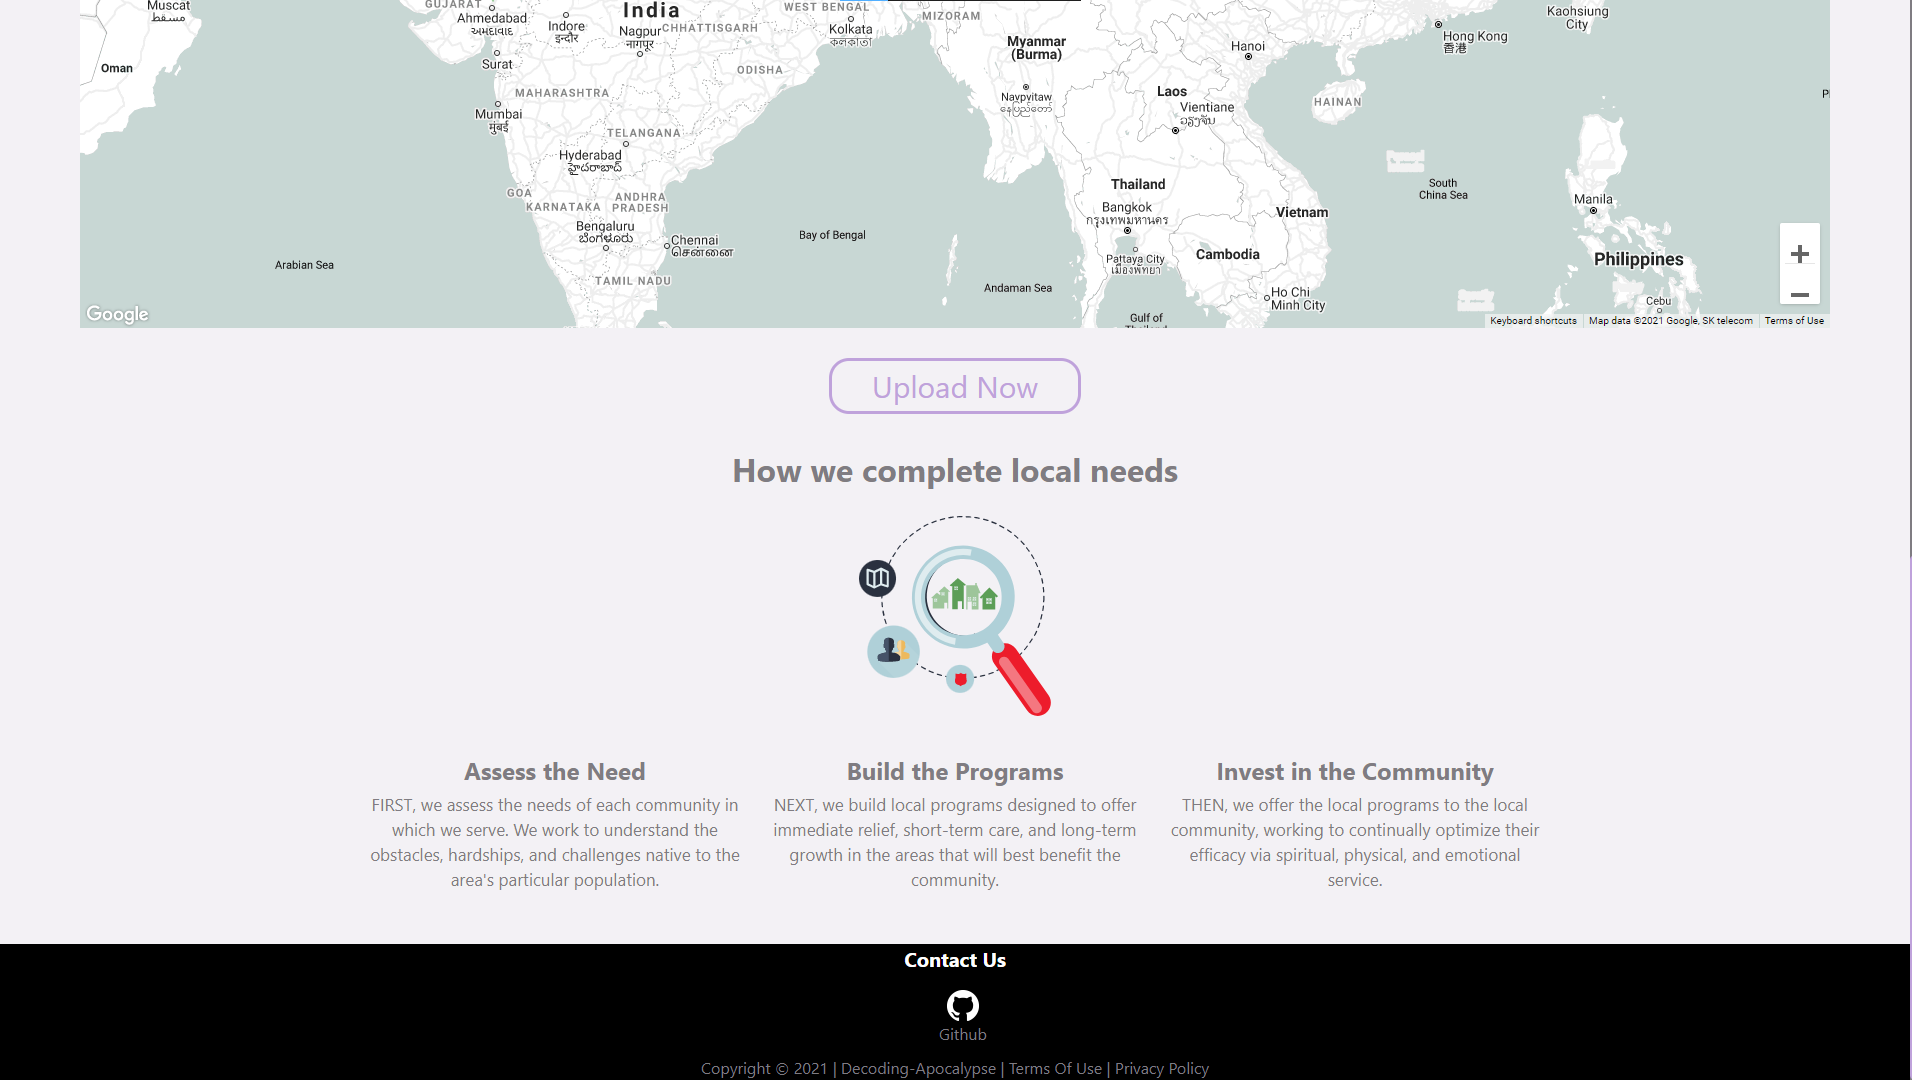 Muscat
مسقط
GUJARAT
Ahmedabad
અમદાવાદ
Indore
इन्दौर
India
Nagpur
नागपूर
CHHATTISGARH
WEST BENGAL
Kolkata
কলকাতা
MIZORAM
Myanmar
(Burma)
Hanoi
Hong Kong
香港
Kaohsiung
City
Oman
Surat
ODISHA
MAHARASHTRA
Mumbai
मुंबई
Naypyitaw
နေပြည်တော်
Laos
Vientiane
ວຽງຈັນ
HAINAN
TELANGANA
Hyderabad
హైదరాబాద్
GOA
KARNATAKA
ANDHRA
PRADESH
Bengaluru
ಬೆಂಗಳೂರು
Chennai
சென்னை
TAMIL NADU
Arabian Sea
Bay of Bengal
Andaman Sea
Thailand
Bangkok
กรุงเทพมหานคร
Pattaya City
เมืองพัทยา
Cambodia
Vietnam
Ho Chi
Minh City
Gulf of
Thailand
South
China Sea
Manila
Philippines
Cebu
Google
Keyboard shortcuts
Map data ©2021 Google, SK telecom
Terms of Use
Upload Now
How we complete local needs
Assess the Need
FIRST, we assess the needs of each community in
which we serve. We work to understand the
obstacles, hardships, and challenges native to the
area's particular population.
Build the Programs
NEXT, we build local programs designed to offer
immediate relief, short-term care, and long-term
growth in the areas that will best benefit the
community.
Invest in the Community
THEN, we offer the local programs to the local
community, working to continually optimize their
efficacy via spiritual, physical, and emotional
service.
Contact Us
Github
Copyright © 2021 | Decoding-Apocalypse | Terms Of Use | Privacy Policy